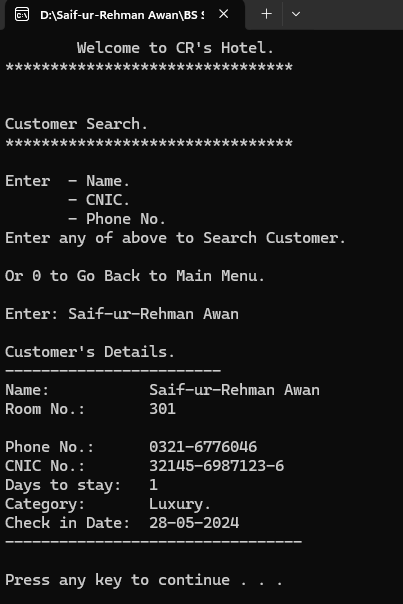 D:\Saif-ur-Rehman Awan\BS S
Welcome to CR's Hotel.
********************************
Customer Search.
********************************
Enter  - Name.
- CNIC.
- Phone No.
Enter any of above to Search Customer.
Or 0 to Go Back to Main Menu.
Enter: Saif-ur-Rehman Awan
Customer's Details.
------------------------
Name:           Saif-ur-Rehman Awan
Room No.:       301
Phone No.:      0321-6776046
CNIC No.:       32145-6987123-6
Days to stay:   1
Category:       Luxury.
Check in Date:  28-05-2024
---------------------------------
Press any key to continue . . .